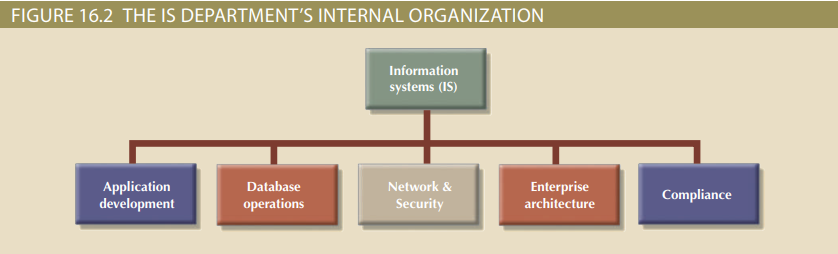 FIGURE 16.2 THE IS DEPARTMENT'S INTERNAL ORGANIZATION
Information
systems (IS)
Application
development
Database
operations
Network &
Security
Enterprise
architecture
Compliance